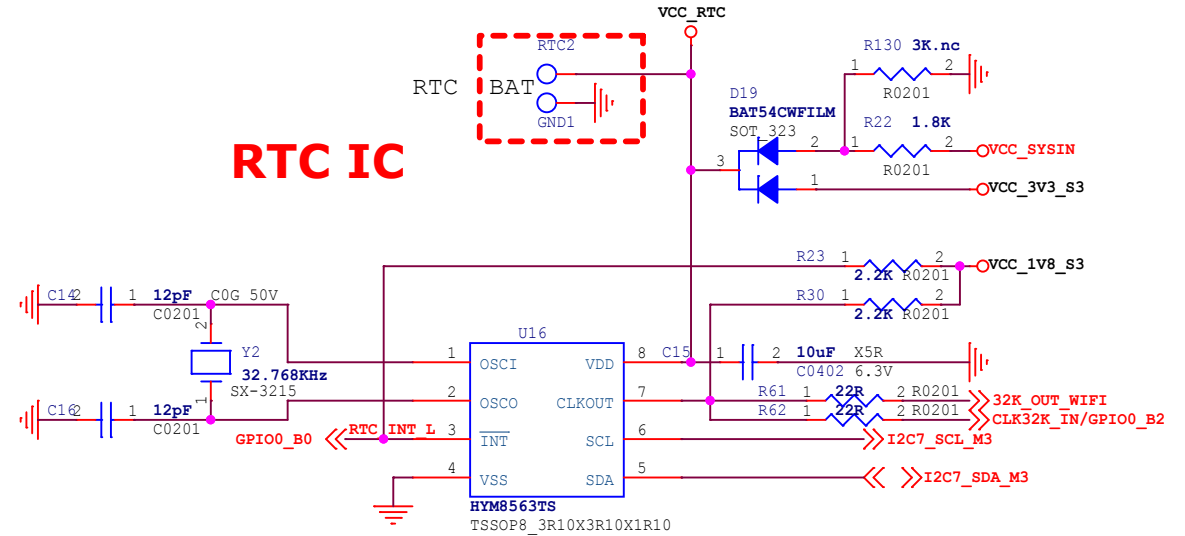 VCC_RTC
RTC2
R130 3K.nc
1 2
R0201
RTC BAT
D19
BAT54CWFILM
SOT_323
GND1
R22 1.8K
2 1 2 VCC_SYSIN
R0201
RTC IC
3
1 VCC_3V3_S3
R23 1 2 VCC_1V8_S3
2.2K R0201
R30 1 2
2.2K R0201
C14 2 1 12pF C0G 50V
C0201
2
Y2
32.768KHz
SX-3215
1
C16 2 1 12pF
C0201
U16
1 OSCI VDD 8 C15 1 2 10uF X5R
C0402 6.3V
2 OSCO CLKOUT 7 R61 1 22R 2 R0201 32K_OUT_WIFI
R62 1 22R 2 R0201 CLK32K_IN/GPIO0_B2
GPIO0_B0 RTC_INT_L 3 INT SCL 6 I2C7_SCL_M3
4 VSS SDA 5 I2C7_SDA_M3
HYM8563TS
TSSOP8_3R10X3R10X1R10